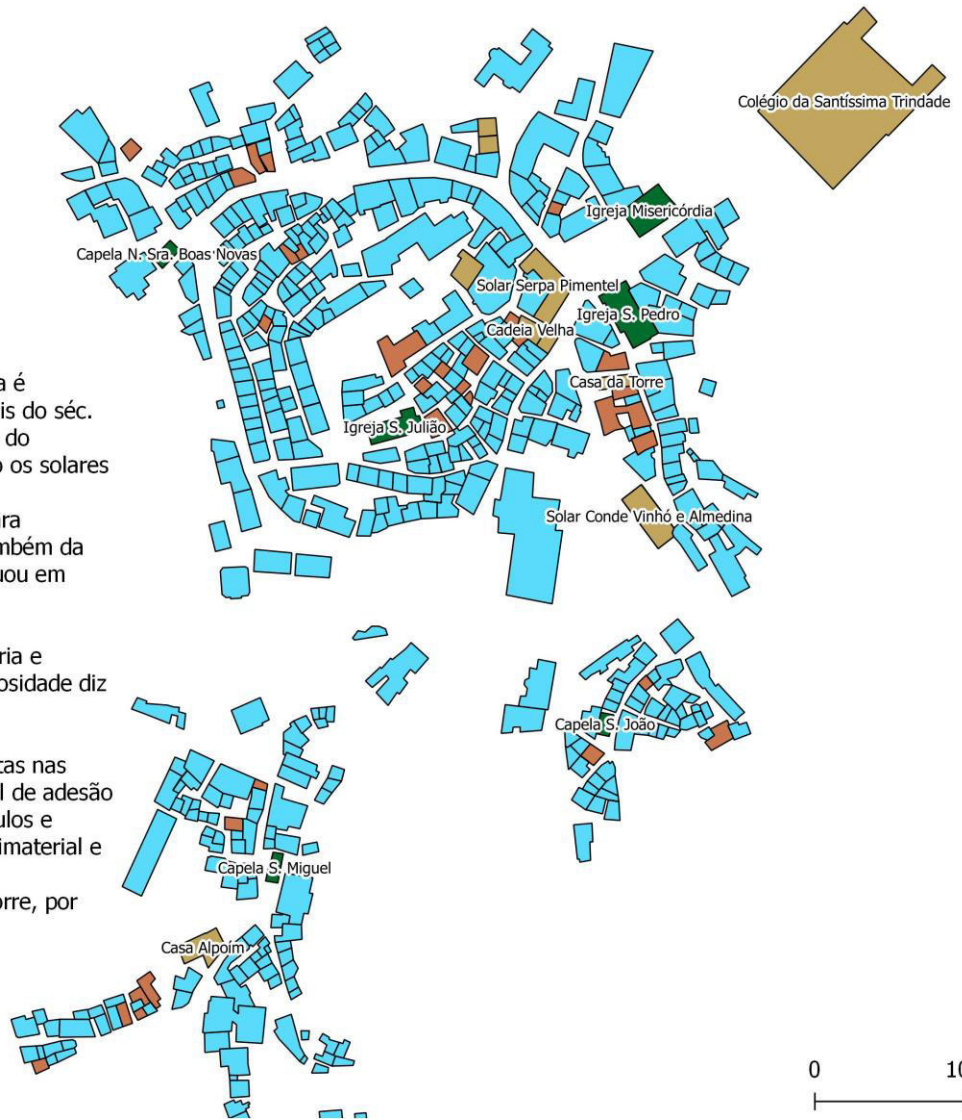 Colégio da Santíssima Trindade
Igreja Misericórdia
Capela N. Sra. Boas Novas
Solar Serpa Pimentel
Igreja S. Pedro
Cadeia Velha
Casa da Torre
Igreja S. Julião
Solar Conde Vinhó e Almedina
a é
is do séc.
do
o os solares
ra
mbém da
uou em
ria e
osidade diz
tas nas
l de adesão
ulos e
imaterial e
orre, por
Capela S. João
Capela S. Miguel
Casa Alpoím
0 10